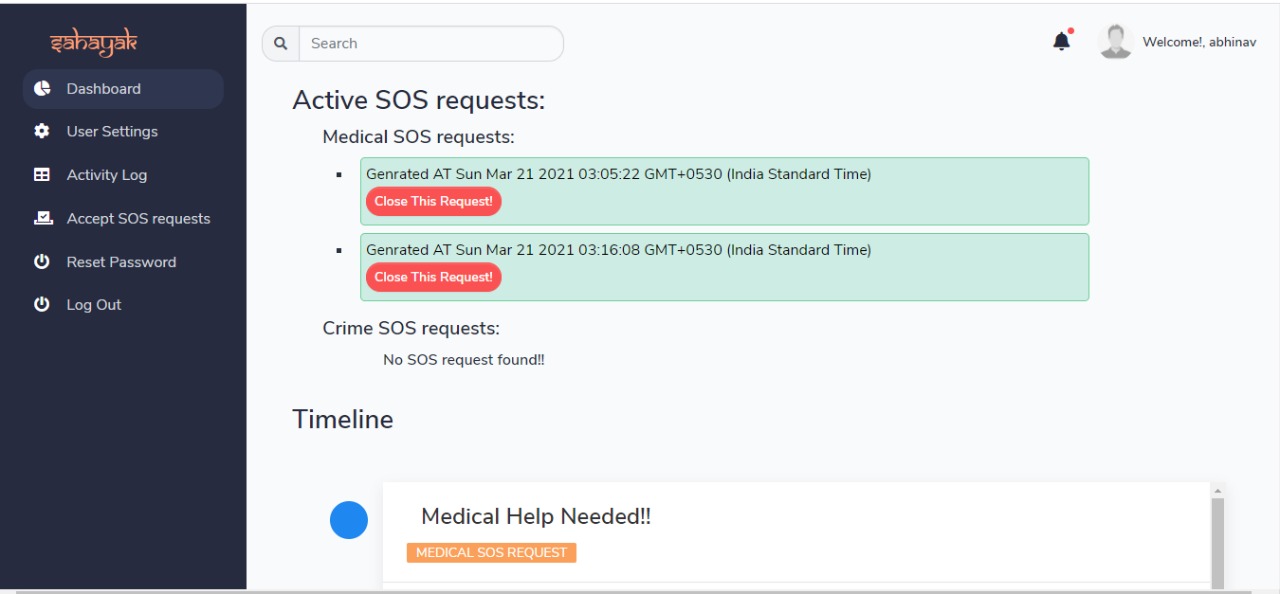 sahayak
Dashboard
User Settings
Activity Log
Accept SOS requests
Reset Password
Log Out
Search
Welcome!, abhinav
Active SOS requests:
Medical SOS requests:
Genrated AT Sun Mar 21 2021 03:05:22 GMT+0530 (India Standard Time)
Close This Request!
Genrated AT Sun Mar 21 2021 03:16:08 GMT+0530 (India Standard Time)
Close This Request!
Crime SOS requests:
No SOS request found!!
Timeline
Medical Help Needed!!
MEDICAL SOS REQUEST